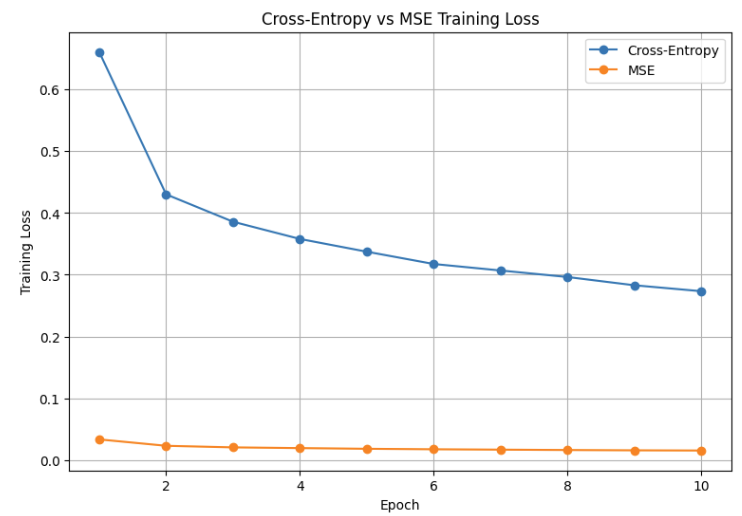 Cross-Entropy vs MSE Training Loss
Cross-Entropy
MSE
Training Loss
0.6
0.5
0.4
0.3
0.2
0.1
0.0
2 4 6 8 10
Epoch